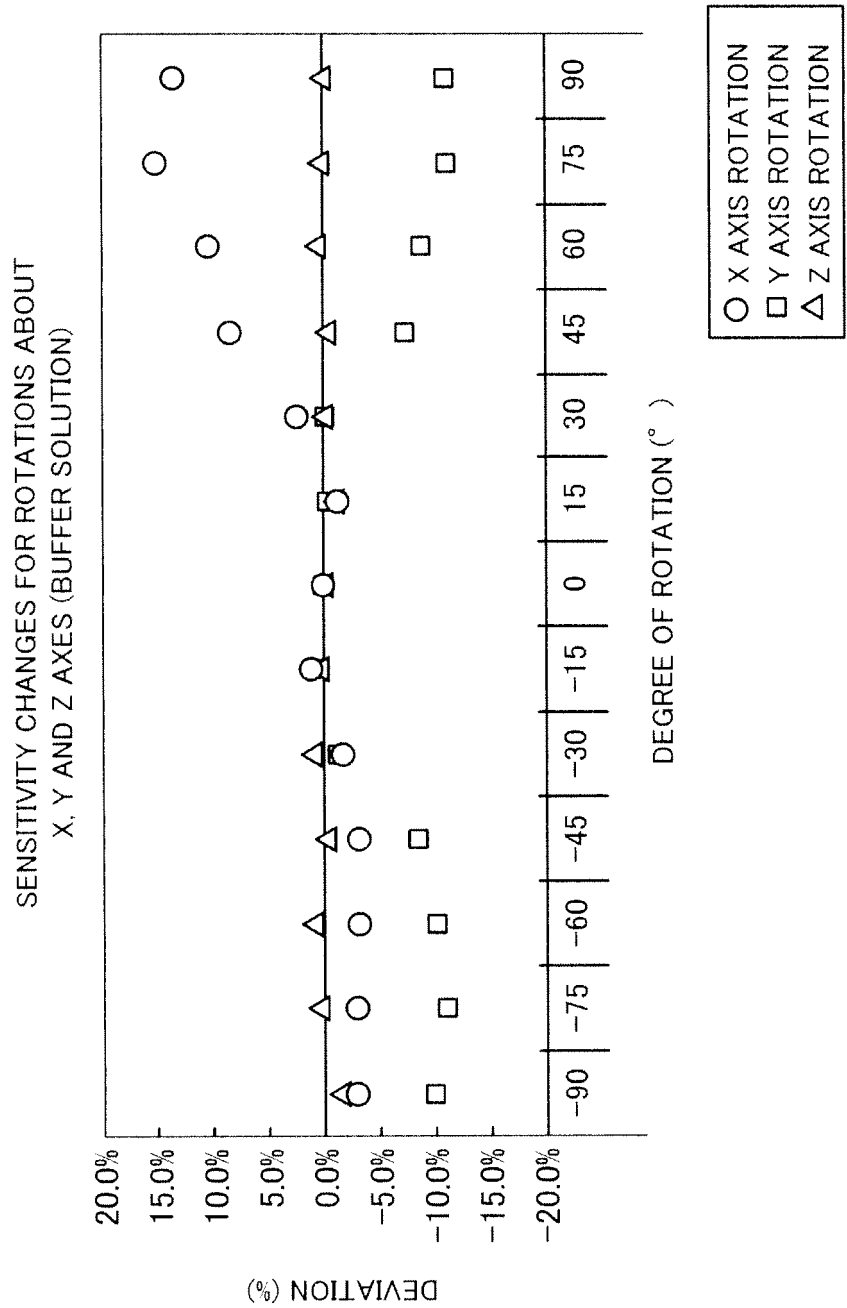 SENSITIVITY CHANGES FOR ROTATIONS ABOUT
X, Y AND Z AXES (BUFFER SOLUTION)
DEVIATION (%)
20.0%
15.0%
10.0%
5.0%
0.0%
-5.0%
-10.0%
-15.0%
-20.0%
-90 -75 -60 -45 -30 -15 0 15 30 45 60 75 90
DEGREE OF ROTATION (°)
X AXIS ROTATION
Y AXIS ROTATION
Z AXIS ROTATION